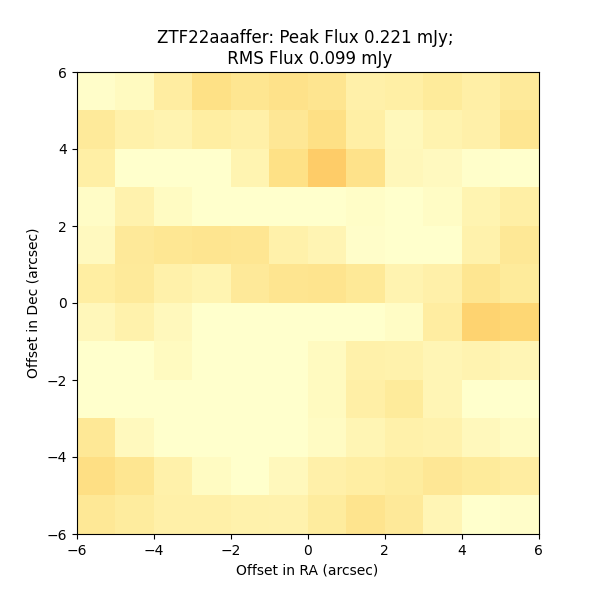 ZTF22aaaffer: Peak Flux 0.221 mJy;
RMS Flux 0.099 mJy
6
4
2
0
−2
−4
−6
Offset in Dec (arcsec)
−6 −4 −2 0 2 4 6
Offset in RA (arcsec)